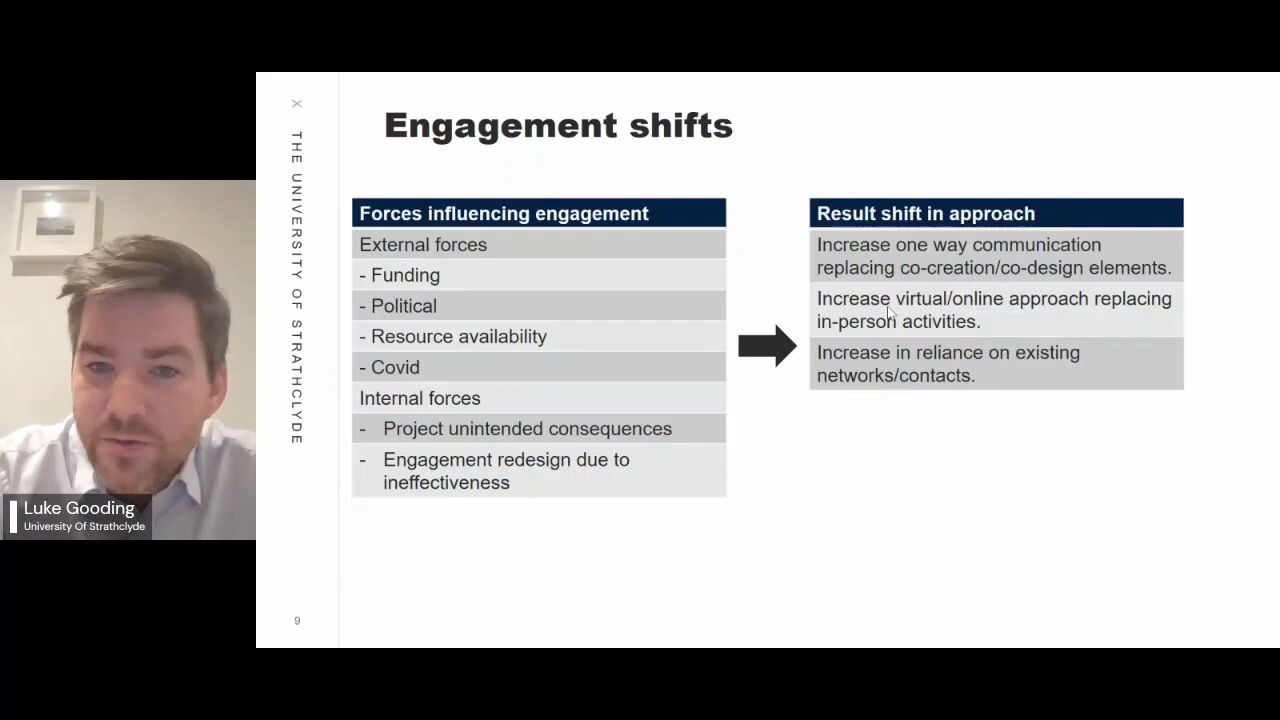 X THE UNIVERSITY OF STRATHCLYDE
Engagement shifts
Forces influencing engagement
External forces
- Funding
- Political
- Resource availability
- Covid
Internal forces
- Project unintended consequences
- Engagement redesign due to
ineffectiveness
Result shift in approach
Increase one way communication
replacing co-creation/co-design elements.
Increase virtual/online approach replacing
in-person activities.
Increase in reliance on existing
networks/contacts.
Luke Gooding
University Of Strathclyde
9